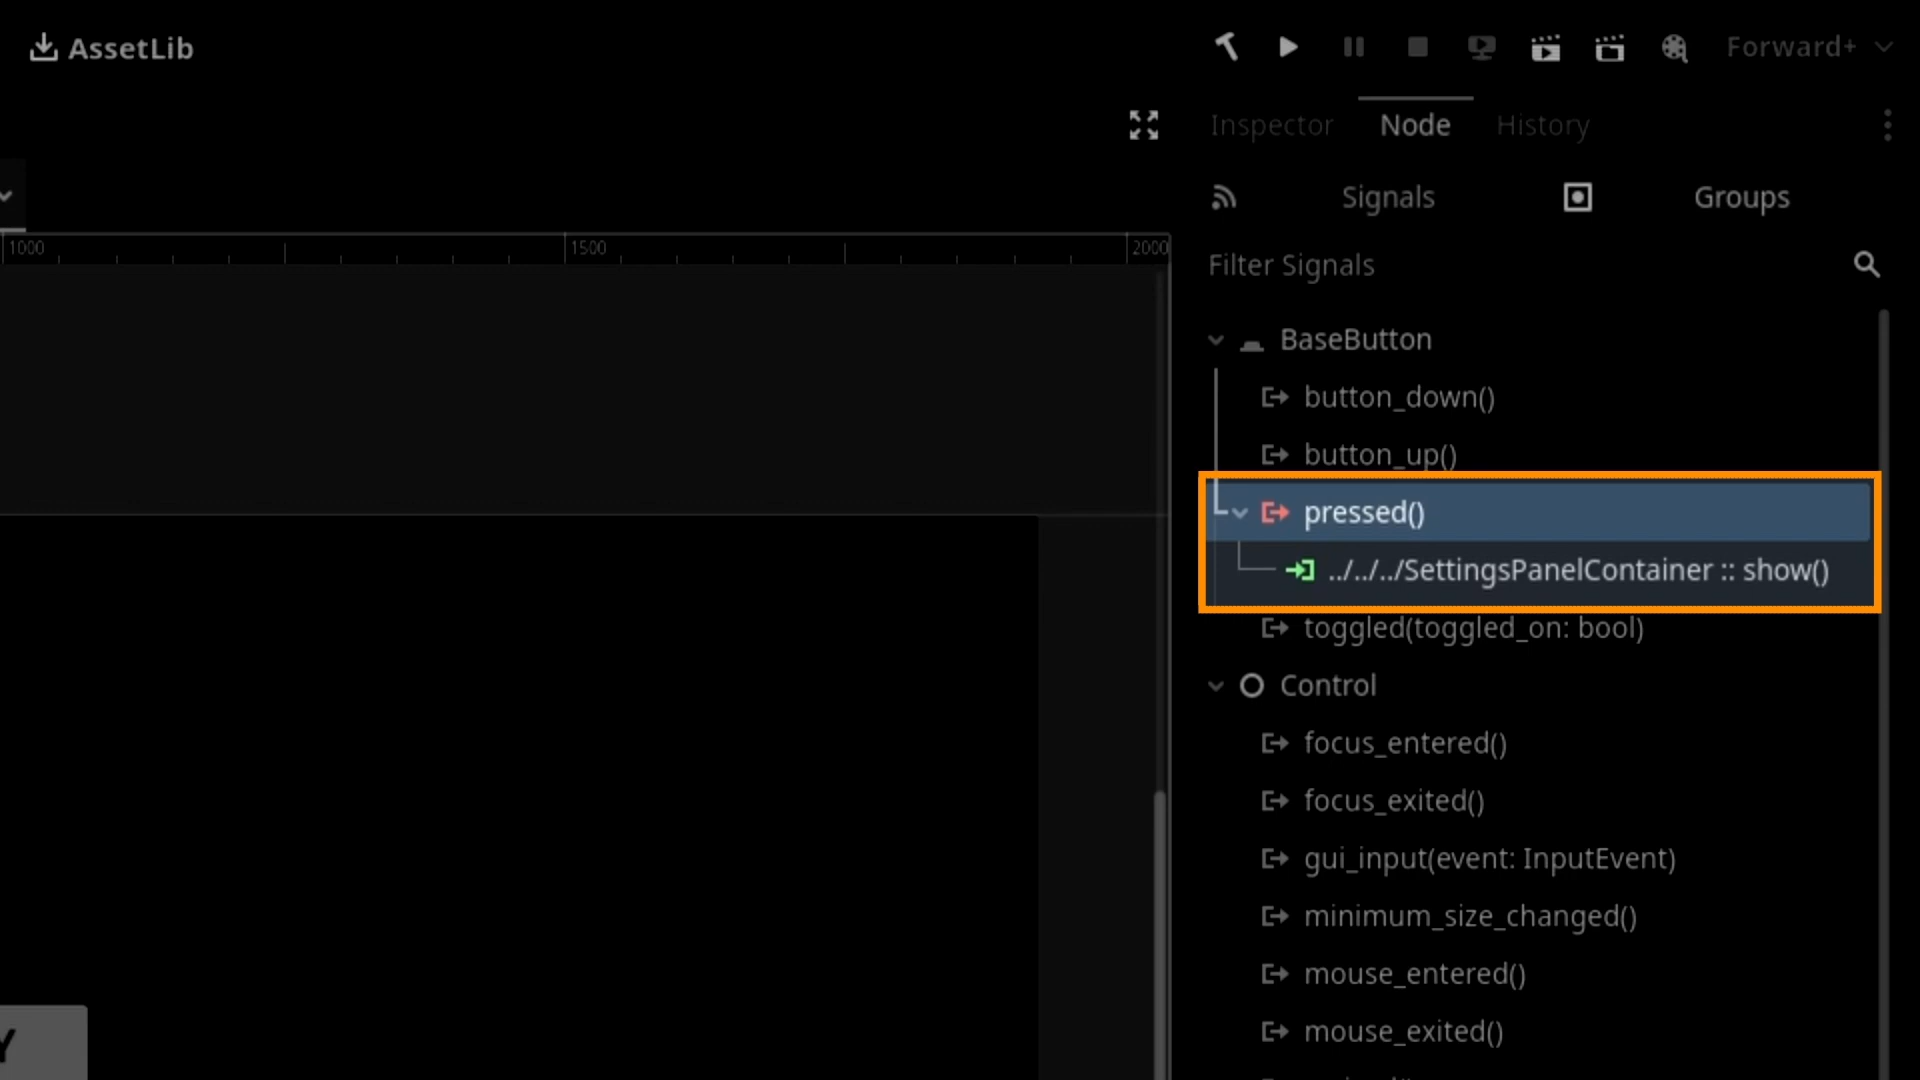 AssetLib
Forward+
Inspector Node History
Signals Groups
1000 1500 2000
Filter Signals
BaseButton
button_down()
button_up()
pressed()
../../../SettingsPanelContainer :: show()
toggled(toggled_on: bool)
Control
focus_entered()
focus_exited()
gui_input(event: InputEvent)
minimum_size_changed()
mouse_entered()
mouse_exited()
Y